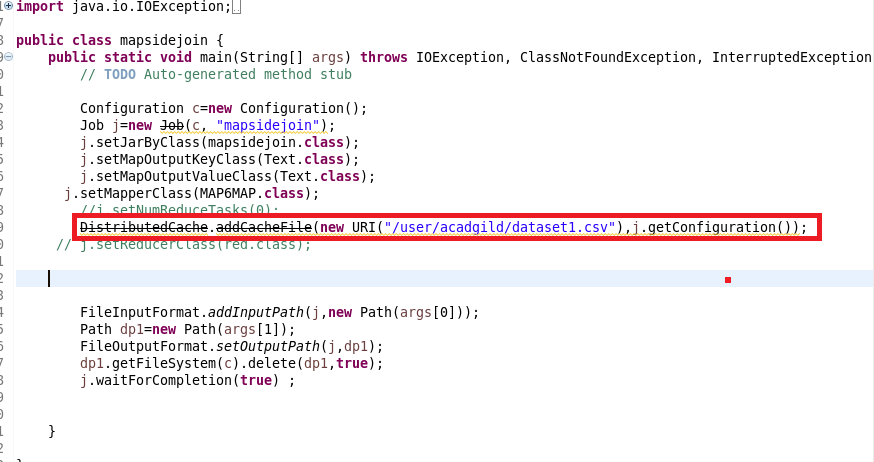 import java.io.IOException;
public class mapsidejoin {
public static void main(String[] args) throws IOException, ClassNotFoundException, InterruptedException
// TODO Auto-generated method stub
Configuration c=new Configuration();
Job j=new Job(c, "mapsidejoin");
j.setJarByClass(mapsidejoin.class);
j.setMapOutputKeyClass(Text.class);
j.setMapOutputValueClass(Text.class);
j.setMapperClass(MAP6MAP.class);
//j.setNumReduceTasks(0);
DistributedCache.addCacheFile(new URI("/user/acadgild/dataset1.csv"),j.getConfiguration());
// j.setReducerClass(red.class);
FileInputFormat.addInputPath(j,new Path(args[0]));
Path dp1=new Path(args[1]);
FileOutputFormat.setOutputPath(j,dp1);
dp1.getFileSystem(c).delete(dp1,true);
j.waitForCompletion(true) ;
}